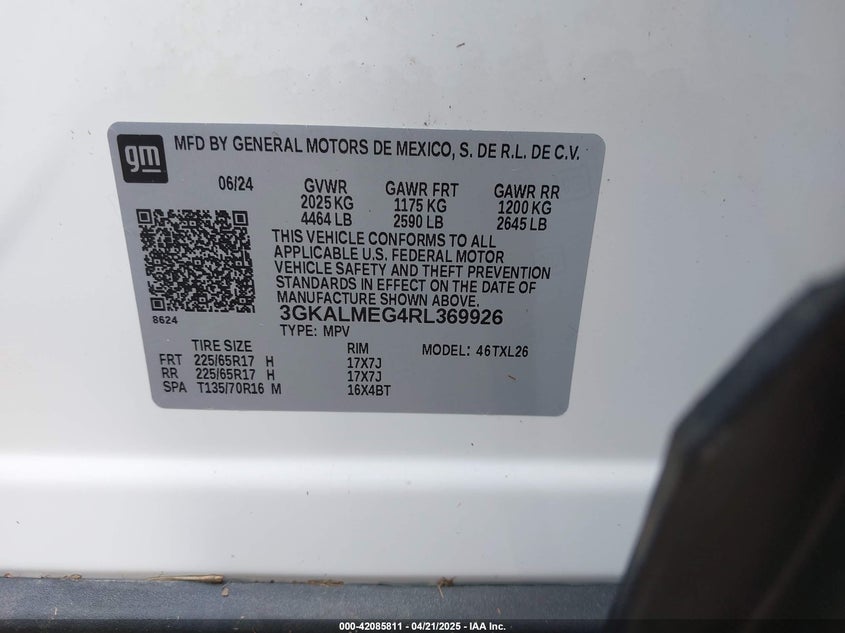 gm
MFD BY GENERAL MOTORS DE MEXICO, S. DE R.L. DE C.V.
06/24 GVWR GAWR FRT GAWR RR
2025 KG 1175 KG 1200 KG
4464 LB 2590 LB 2645 LB
THIS VEHICLE CONFORMS TO ALL
APPLICABLE U.S. FEDERAL MOTOR
VEHICLE SAFETY AND THEFT PREVENTION
STANDARDS IN EFFECT ON THE DATE OF
MANUFACTURE SHOWN ABOVE.
8624
3GKALMEG4RL369926
TYPE: MPV
TIRE SIZE RIM MODEL: 46TXL26
FRT 225/65R17 H 17X7J
RR 225/65R17 H 17X7J
SPA T135/70R16 M 16X4BT
000-42085811 - 04/21/2025 - IAA Inc.